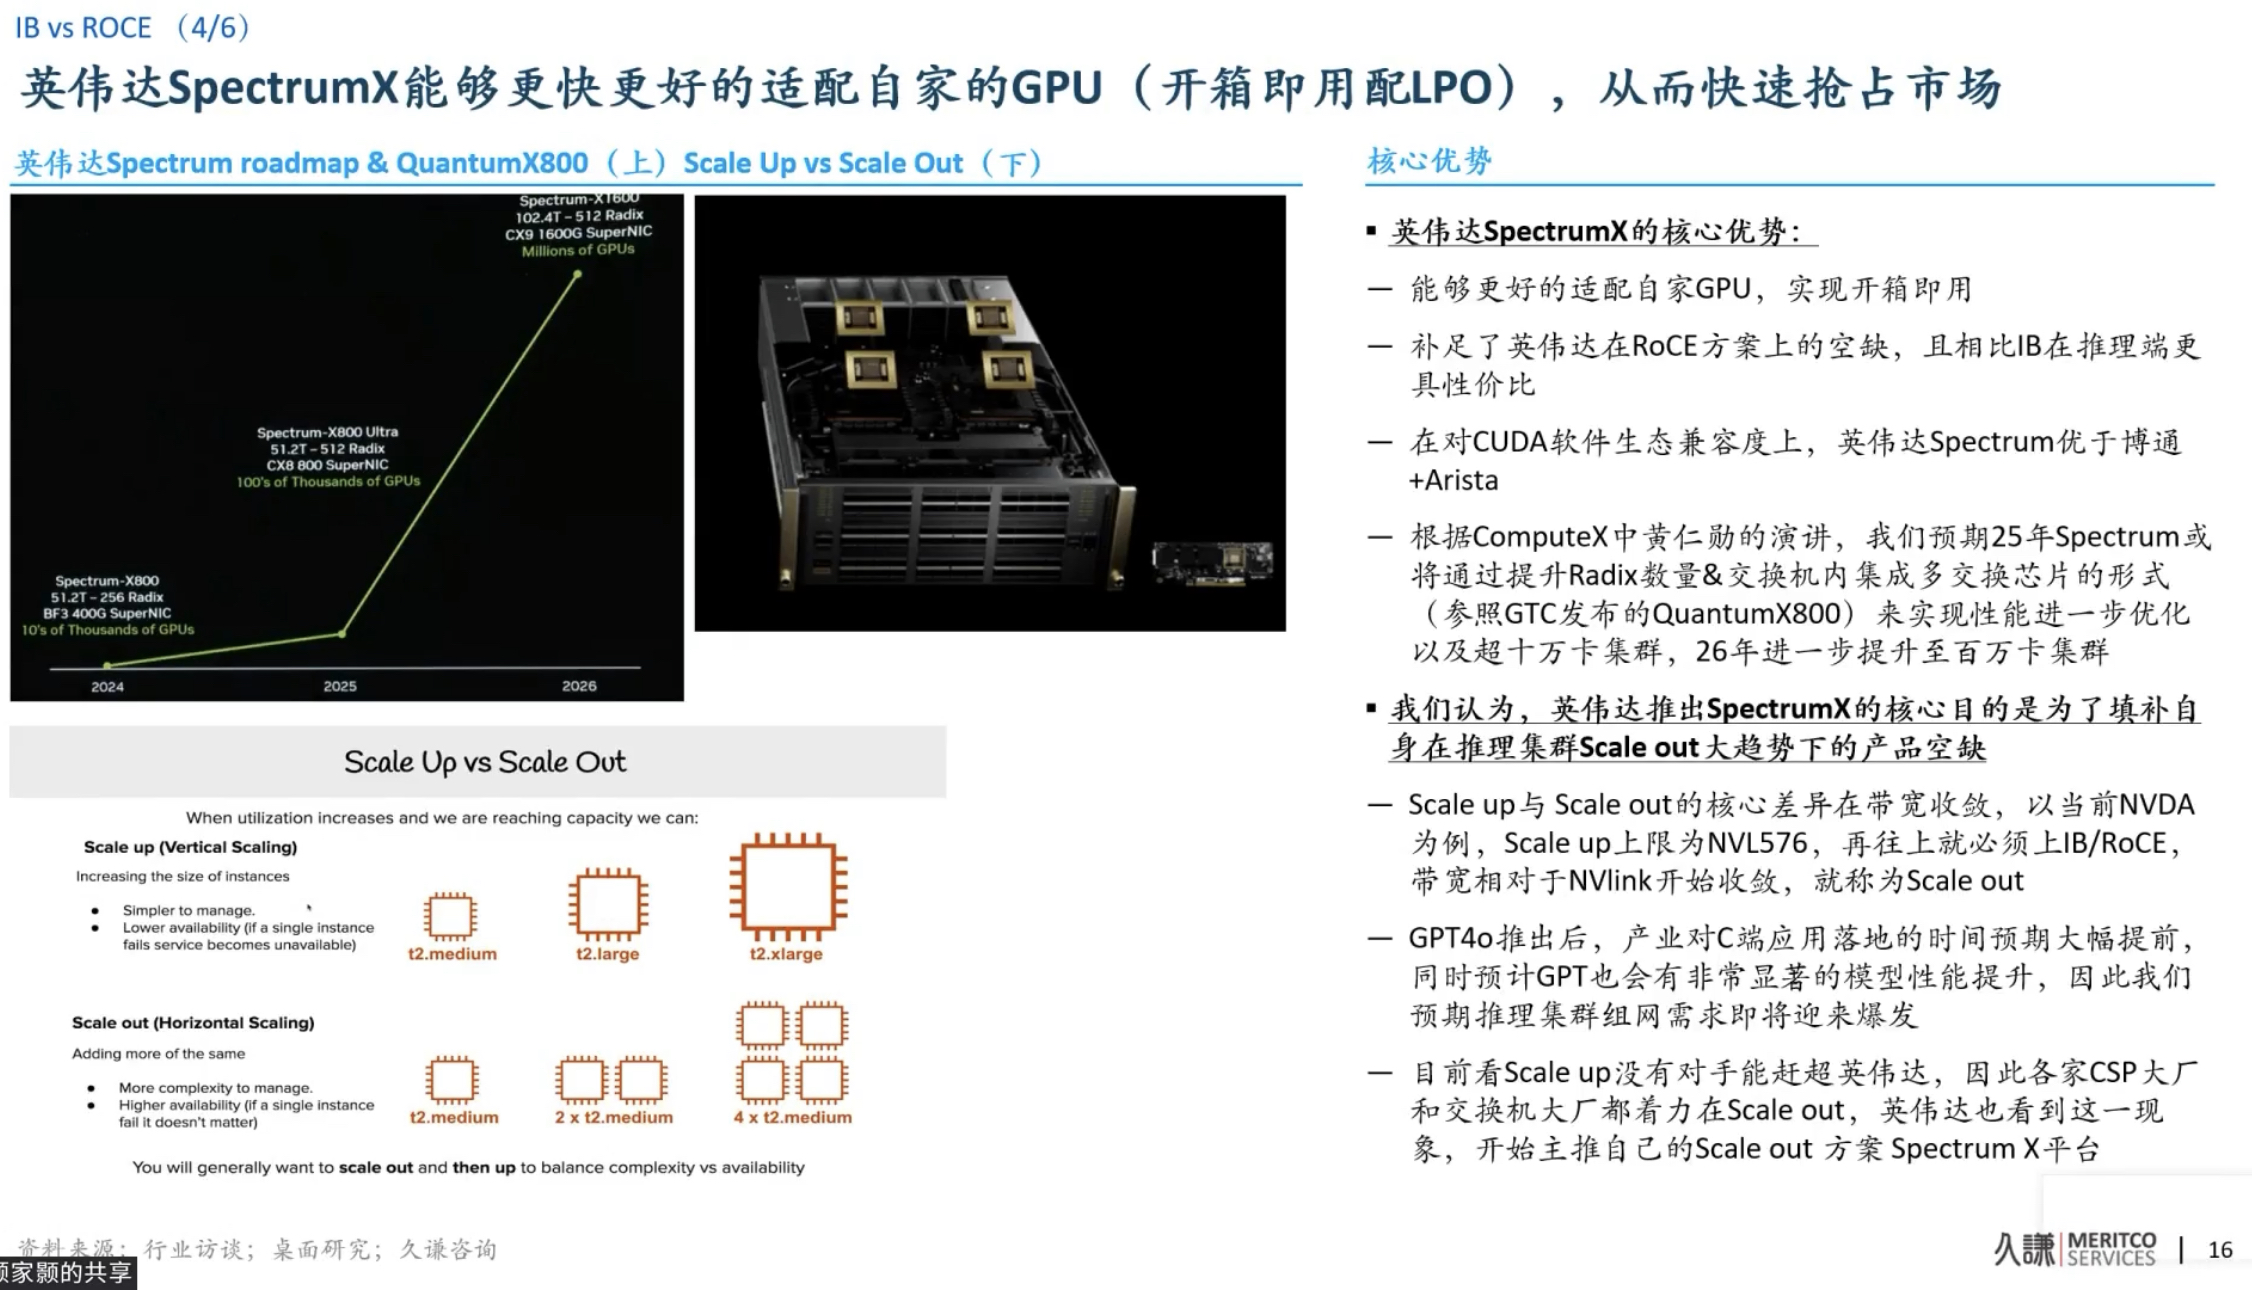 IB vs ROCE （4/6）
英伟达SpectrumX能够更快更好的适配自家的GPU（开箱即用配LPO），从而快速抢占市场
英伟达Spectrum roadmap & QuantumX800（上）Scale Up vs Scale Out（下）
Spectrum-X1600
102.4T – 512 Radix
CX9 1600G SuperNIC
Millions of GPUs
Spectrum-X800 Ultra
51.2T – 512 Radix
CX8 800 SuperNIC
100's of Thousands of GPUs
Spectrum-X800
51.2T – 256 Radix
BF3 400G SuperNIC
10's of Thousands of GPUs
2024
2025
2026
Scale Up vs Scale Out
When utilization increases and we are reaching capacity we can:
Scale up (Vertical Scaling)
Increasing the size of instances
● Simpler to manage.
● Lower availability (if a single instance
fails service becomes unavailable)
t2.medium
t2.large
t2.xlarge
Scale out (Horizontal Scaling)
Adding more of the same
● More complexity to manage.
● Higher availability (if a single instance
fail it doesn't matter)
t2.medium
2 x t2.medium
4 x t2.medium
You will generally want to scale out and then up to balance complexity vs availability
核心优势
▪ 英伟达SpectrumX的核心优势：
— 能够更好的适配自家GPU，实现开箱即用
— 补足了英伟达在RoCE方案上的空缺，且相比IB在推理端更
具性价比
— 在对CUDA软件生态兼容度上，英伟达Spectrum优于博通
+Arista
— 根据ComputeX中黄仁勋的演讲，我们预期25年Spectrum或
将通过提升Radix数量&交换机内集成多交换芯片的形式
（参照GTC发布的QuantumX800）来实现性能进一步优化
以及超十万卡集群，26年进一步提升至百万卡集群
▪ 我们认为，英伟达推出SpectrumX的核心目的是为了填补自
身在推理集群Scale out大趋势下的产品空缺
— Scale up与 Scale out的核心差异在带宽收敛，以当前NVDA
为例，Scale up上限为NVL576，再往上就必须上IB/RoCE，
带宽相对于NVlink开始收敛，就称为Scale out
— GPT4o推出后，产业对C端应用落地的时间预期大幅提前，
同时预计GPT也会有非常显著的模型性能提升，因此我们
预期推理集群组网需求即将迎来爆发
— 目前看Scale up没有对手能赶超英伟达，因此各家CSP大厂
和交换机大厂都着力在Scale out，英伟达也看到这一现
象，开始主推自己的Scale out 方案 Spectrum X平台
资料来源：行业访谈；桌面研究；久谦咨询
家颢的共享
久謙 MERITCO
SERVICES
16